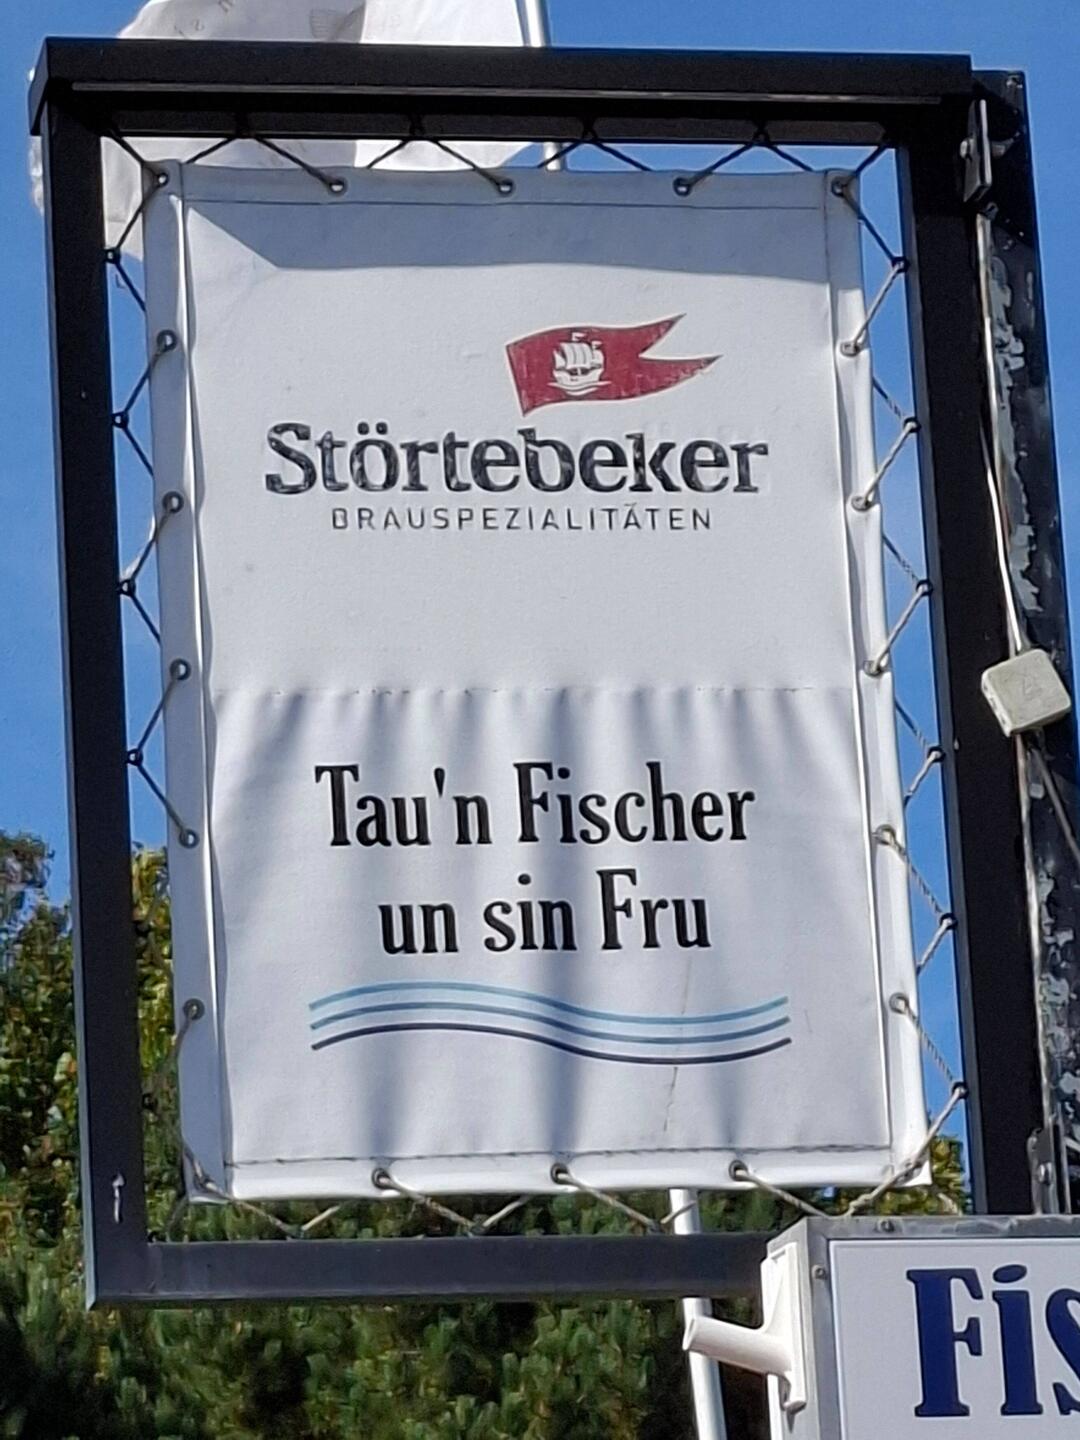 Störtebeker
BRAUSPEZIALITÄTEN
Tau'n Fischer
un sin Fru